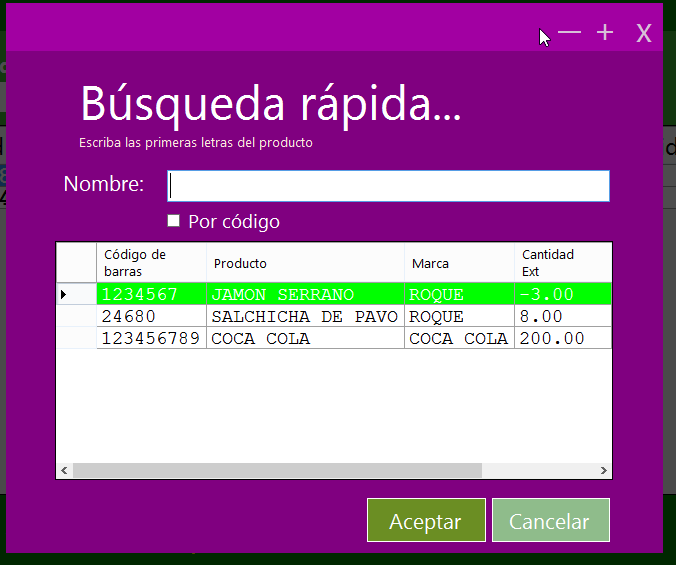 — + X
Búsqueda rápida...
Escriba las primeras letras del producto
Nombre:
Por código
Código de barras Producto Marca Cantidad Ext
1234567 JAMON SERRANO ROQUE -3.00
24680 SALCHICHA DE PAVO ROQUE 8.00
123456789 COCA COLA COCA COLA 200.00
Aceptar Cancelar